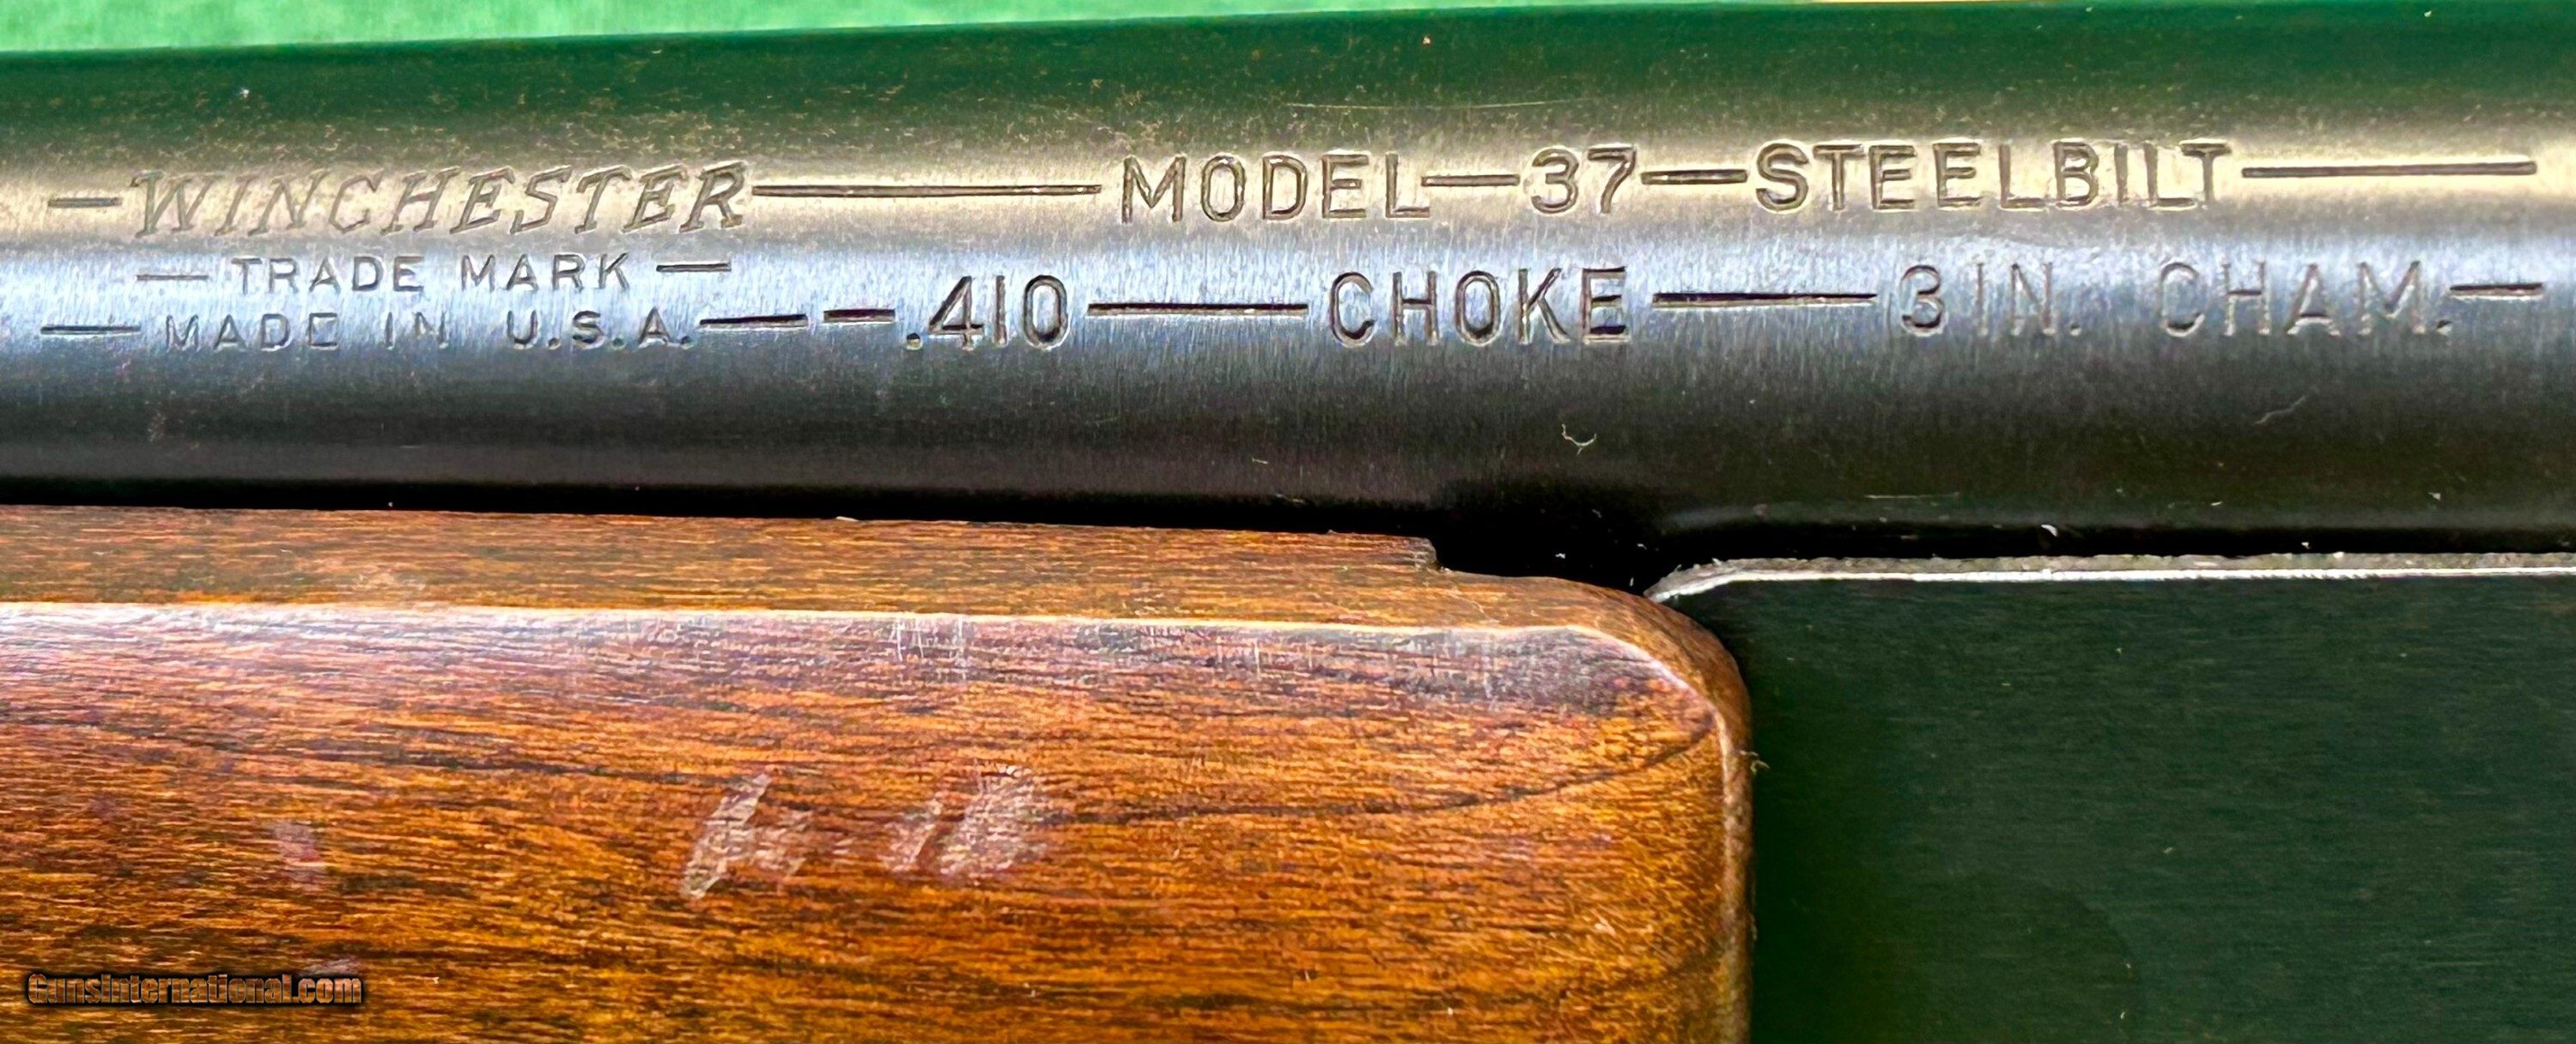 —WINCHESTER——MODEL—37—STEELBILT——
—TRADE MARK—
—MADE IN U.S.A.— —.410——CHOKE——3 IN. CHAM.—
GunsInternational.com